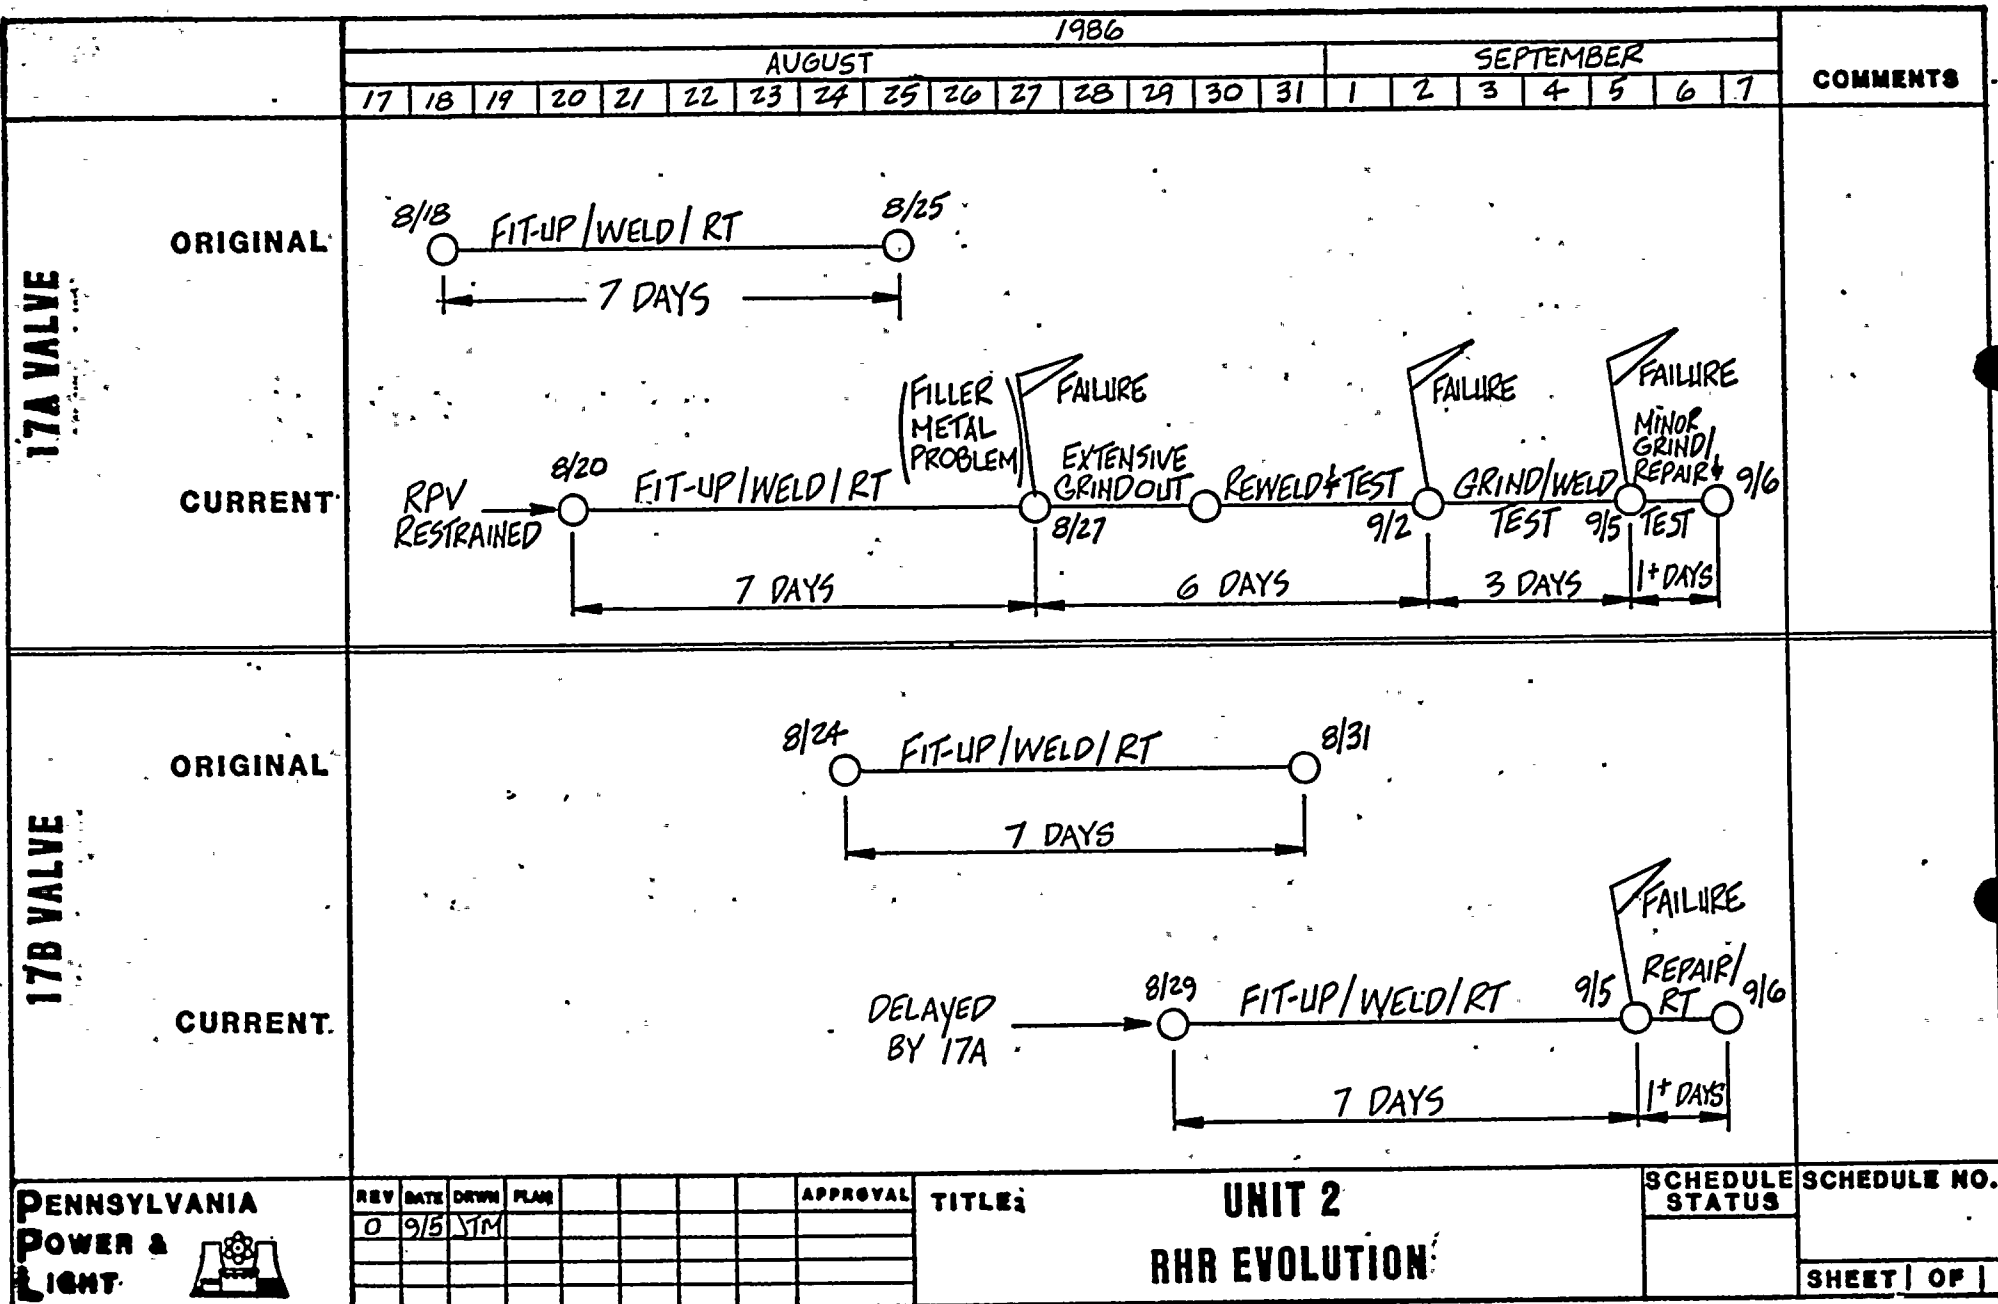 1986
AUGUST
SEPTEMBER
COMMENTS
17 18 19 20 21 22 23 24 25 26 27 28 29 30 31 1 2 3 4 5 6 7
17A VALVE
ORIGINAL
8/18
FIT-UP/WELD/RT
8/25
7 DAYS
CURRENT
RPV
RESTRAINED
8/20
FIT-UP/WELD/RT
(FILLER
METAL
PROBLEM)
FAILURE
8/27
EXTENSIVE
GRINDOUT
REWELD & TEST
FAILURE
9/2
GRIND/WELD
TEST
FAILURE
9/5
MINOR
GRIND/
REPAIR &
TEST
9/6
7 DAYS
6 DAYS
3 DAYS
1+ DAYS
17B VALVE
ORIGINAL
8/24
FIT-UP/WELD/RT
8/31
7 DAYS
CURRENT
DELAYED
BY 17A
8/29
FIT-UP/WELD/RT
9/5
FAILURE
REPAIR/
RT
9/6
7 DAYS
1+ DAYS
PENNSYLVANIA
POWER &
LIGHT
REV DATE DRWN PLAN APPROVAL
0 9/5 JTM
TITLE:
UNIT 2
RHR EVOLUTION
SCHEDULE
STATUS
SCHEDULE NO.
SHEET 1 OF 1